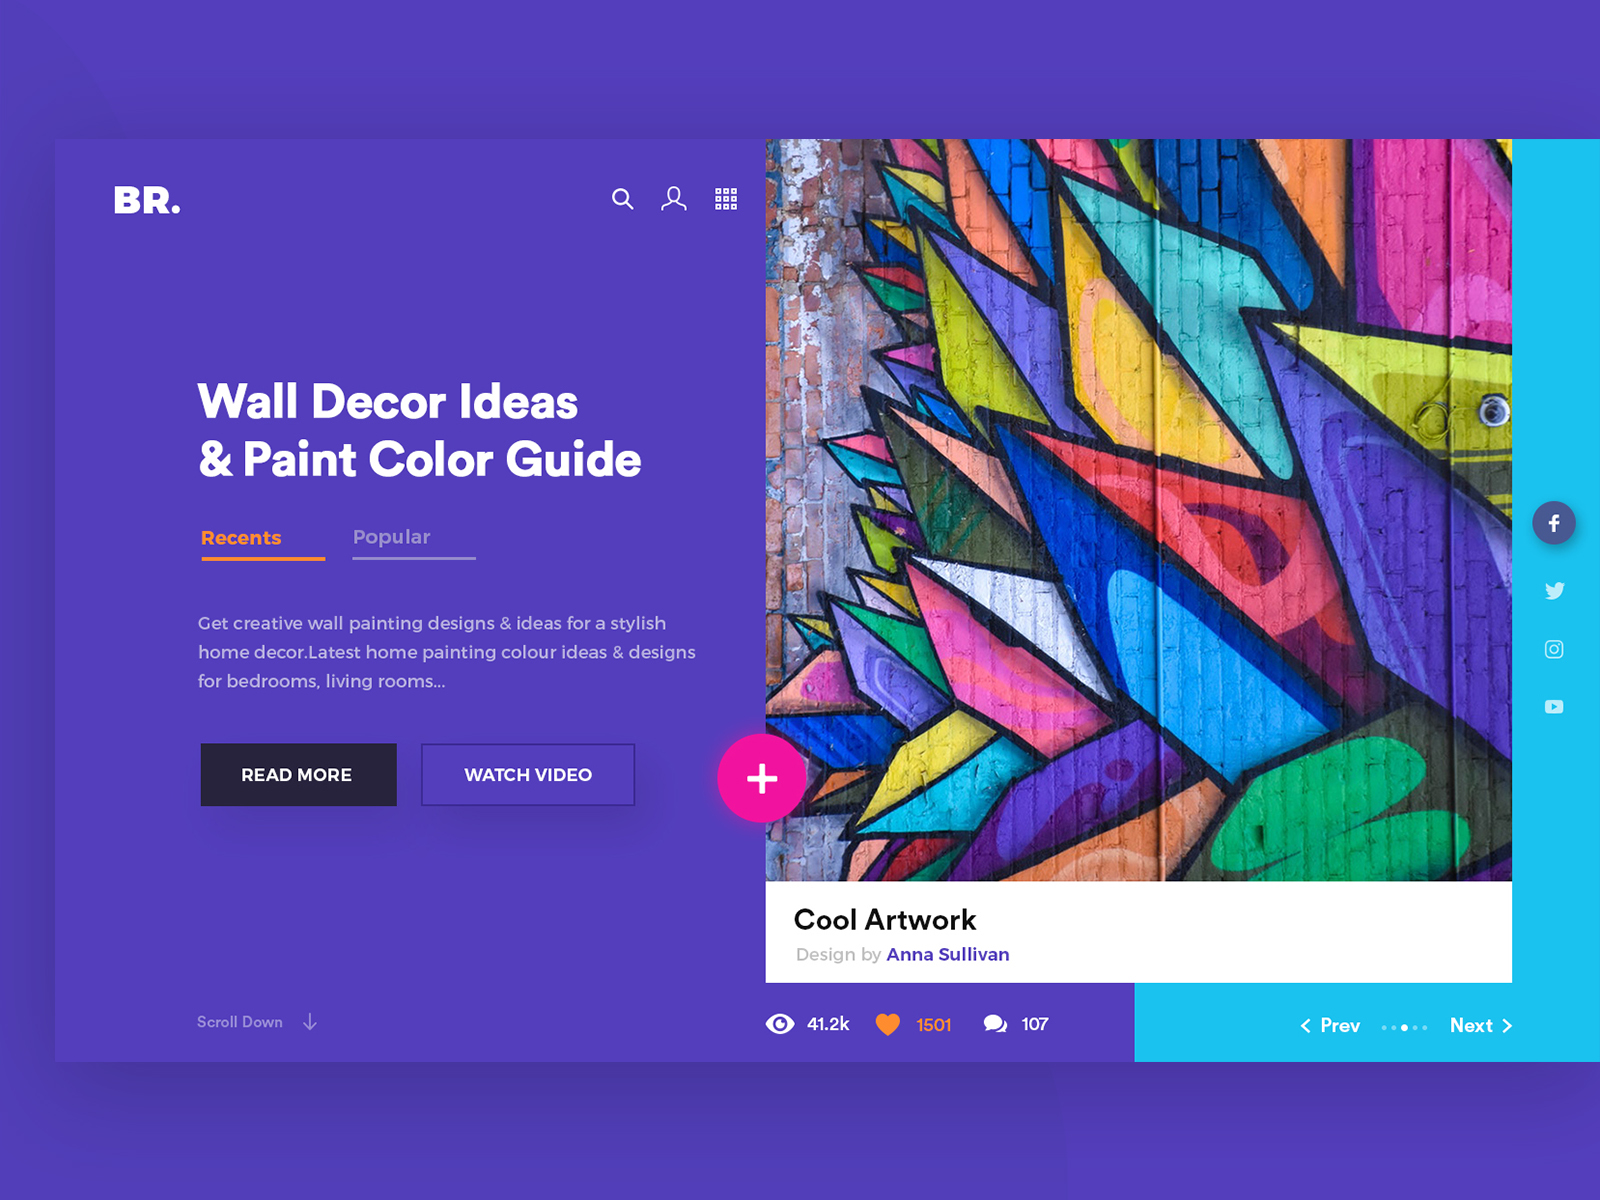 BR.
Wall Decor Ideas
& Paint Color Guide
Recents
Popular
Get creative wall painting designs & ideas for a stylish
home decor.Latest home painting colour ideas & designs
for bedrooms, living rooms...
READ MORE
WATCH VIDEO
Scroll Down
Cool Artwork
Design by Anna Sullivan
41.2k
1501
107
Prev
Next